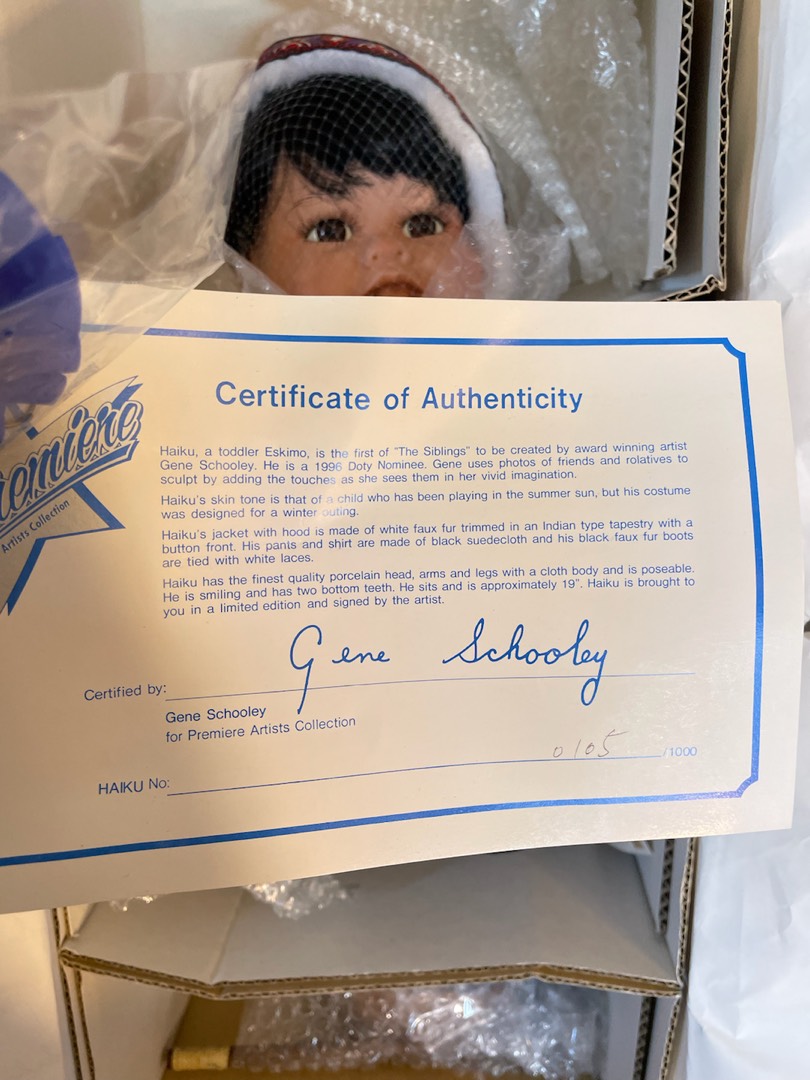 Certificate of Authenticity
Haiku, a toddler Eskimo, is the first of "The Siblings" to be created by award winning artist
Gene Schooley. He is a 1996 Doty Nominee. Gene uses photos of friends and rolatives to
sculpt by adding the touches as she sees them in her vivid imagination.
Haiku's skin tone is that of a child who has been playing in the summer sun, but his costume
was designed for a winter outing.
Haiku's jacket with hood is made of white faux fur trimmed in an Indian type tapestry with a
button front. His pants and shirt are made of black suedecloth and his black faux fur boots
are tied with white laces.
Haiku has the finest quality porcelain head, arms and legs with a cloth body and is poseable.
He is smiling and has two bottom teeth. He sits and is approximately 19". Haiku is brought to
you in a limited edition and signed by the artist.
Gene Schooley
Certified by:
Gene Schooley
for Premiere Artists Collection
HAIKU No: 0105 /1000
emiere
Artists Collection